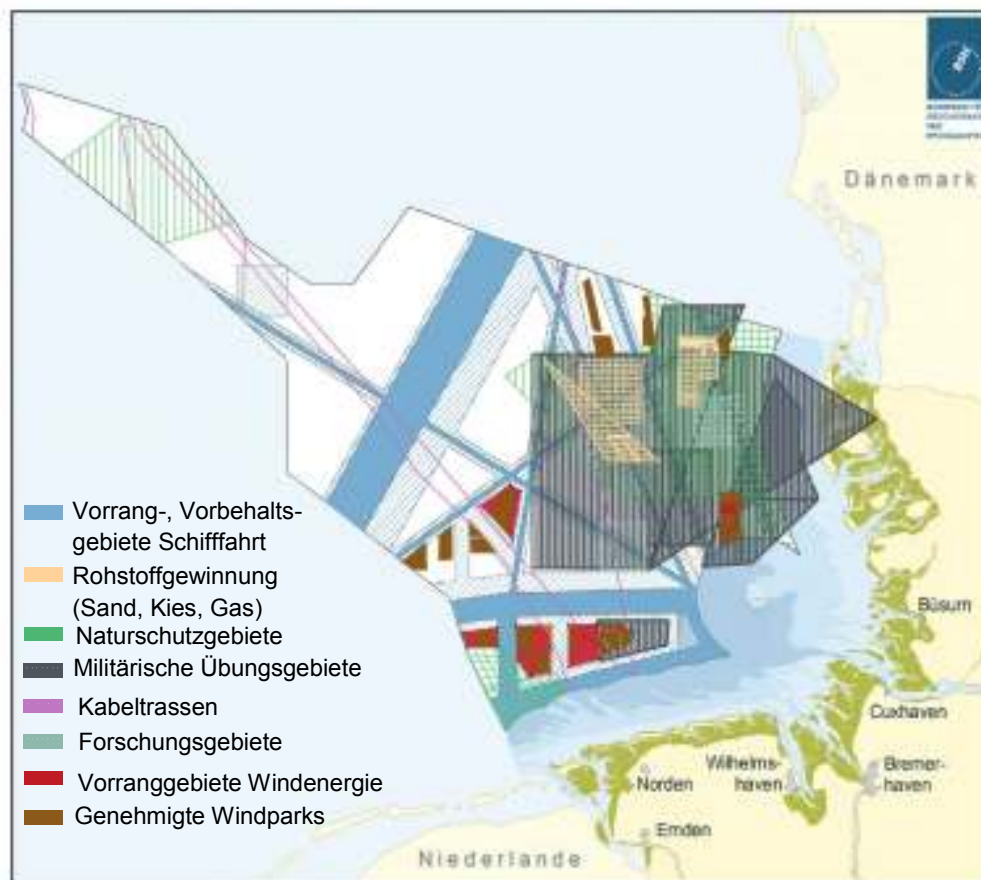 Dänemark
Vorrang-, Vorbehalts-
gebiete Schifffahrt
Rohstoffgewinnung
(Sand, Kies, Gas)
Naturschutzgebiete
Militärische Übungsgebiete
Kabeltrassen
Forschungsgebiete
Vorranggebiete Windenergie
Genehmigte Windparks
Büsum
Cuxhaven
Wilhelms-
haven
Bremer-
haven
Norden
Emden
Niederlande